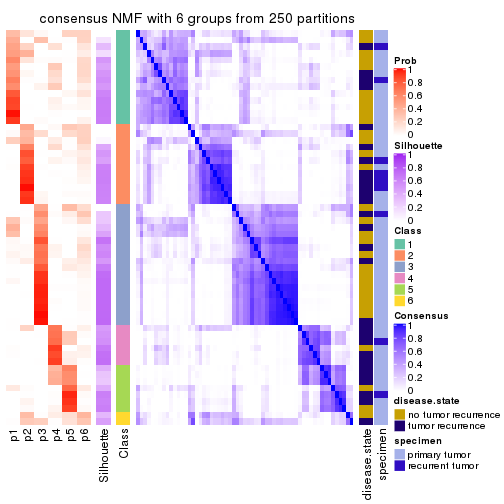 consensus NMF with 6 groups from 250 partitions
Prob
1
0.8
0.6
0.4
0.2
0
Silhouette
1
0.8
0.6
0.4
0.2
0
Class
1
2
3
4
5
6
Consensus
1
0.8
0.6
0.4
0.2
0
disease.state
no tumor recurrence
tumor recurrence
specimen
primary tumor
recurrent tumor
p1
p2
p3
p4
p5
p6
Silhouette
Class
disease.state
specimen